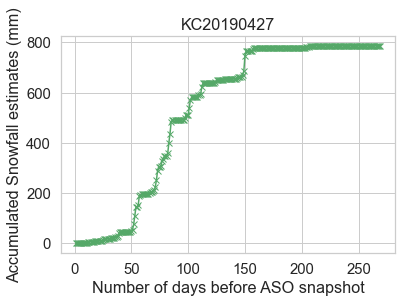 KC20190427
Accumulated Snowfall estimates (mm)
800
600
400
200
0
0 50 100 150 200 250
Number of days before ASO snapshot